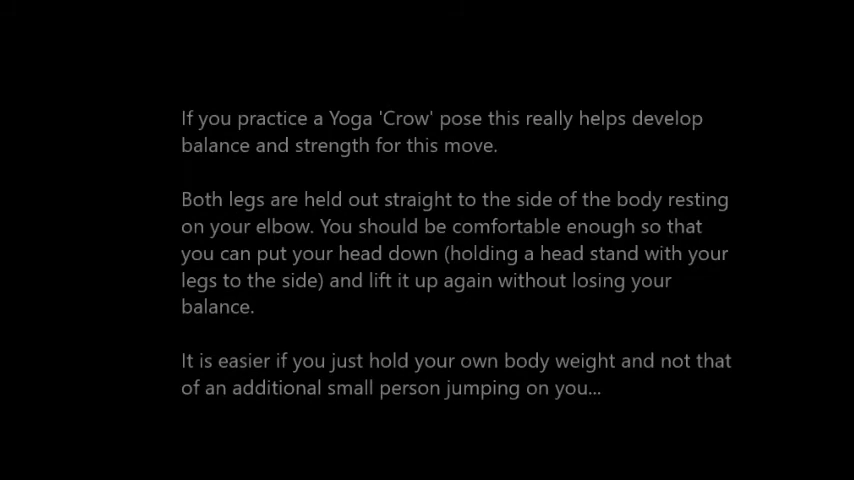 If you practice a Yoga 'Crow' pose this really helps develop
balance and strength for this move.
Both legs are held out straight to the side of the body resting
on your elbow. You should be comfortable enough so that
you can put your head down (holding a head stand with your
legs to the side) and lift it up again without losing your
balance.
It is easier if you just hold your own body weight and not that
of an additional small person jumping on you...